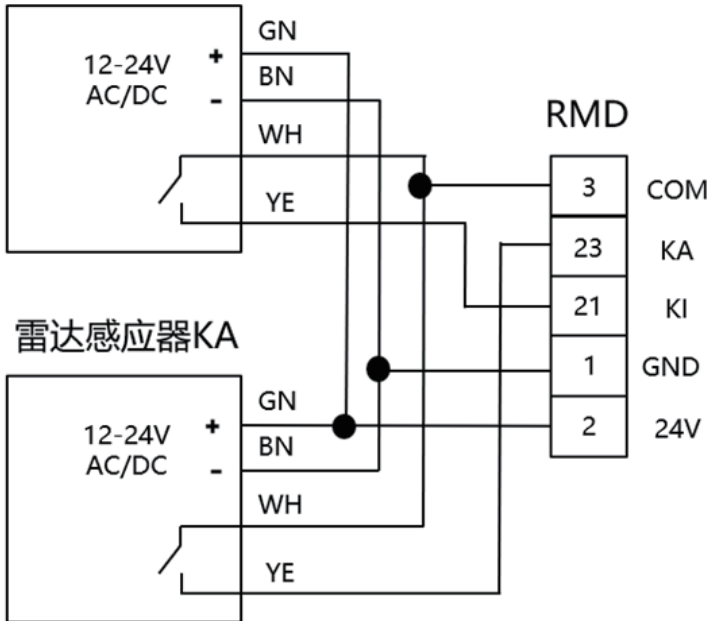 GN
12-24V +
AC/DC -
BN
WH
YE
RMD
3 COM
23 KA
21 KI
1 GND
2 24V
雷达感应器KA
GN
12-24V +
AC/DC -
BN
WH
YE